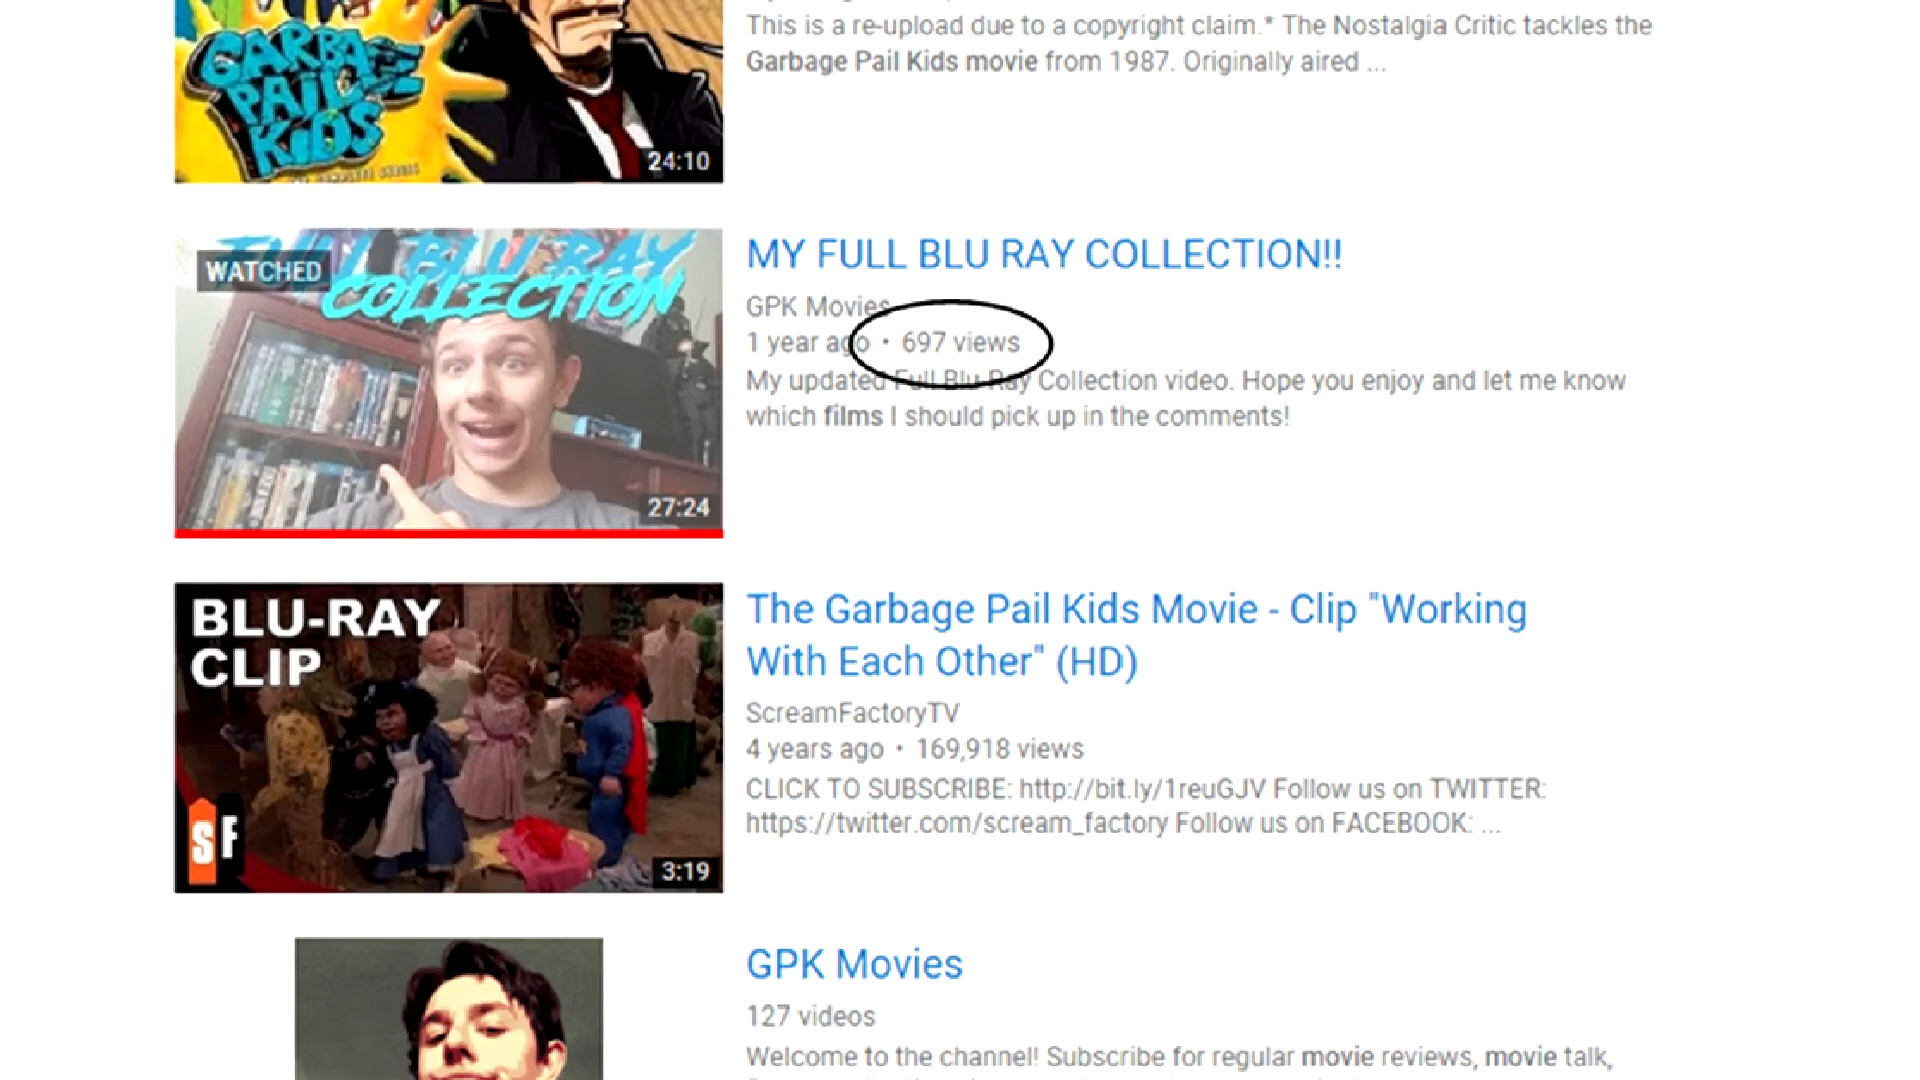 This is a re-upload due to a copyright claim.* The Nostalgia Critic tackles the
Garbage Pail Kids movie from 1987. Originally aired ...
GARBAGE
PAIL
KIDS
24:10
MY FULL BLU RAY COLLECTION!!
FULL BLU RAY
WATCHED
COLLECTION
GPK Movies
1 year ago • 697 views
My updated Full Blu-Ray Collection video. Hope you enjoy and let me know
which films I should pick up in the comments!
27:24
BLU-RAY
CLIP
The Garbage Pail Kids Movie - Clip "Working
With Each Other" (HD)
ScreamFactoryTV
4 years ago • 169,918 views
CLICK TO SUBSCRIBE: http://bit.ly/1reuGJV Follow us on TWITTER:
https://twitter.com/scream_factory Follow us on FACEBOOK: ...
SF
3:19
GPK Movies
127 videos
Welcome to the channel! Subscribe for regular movie reviews, movie talk,